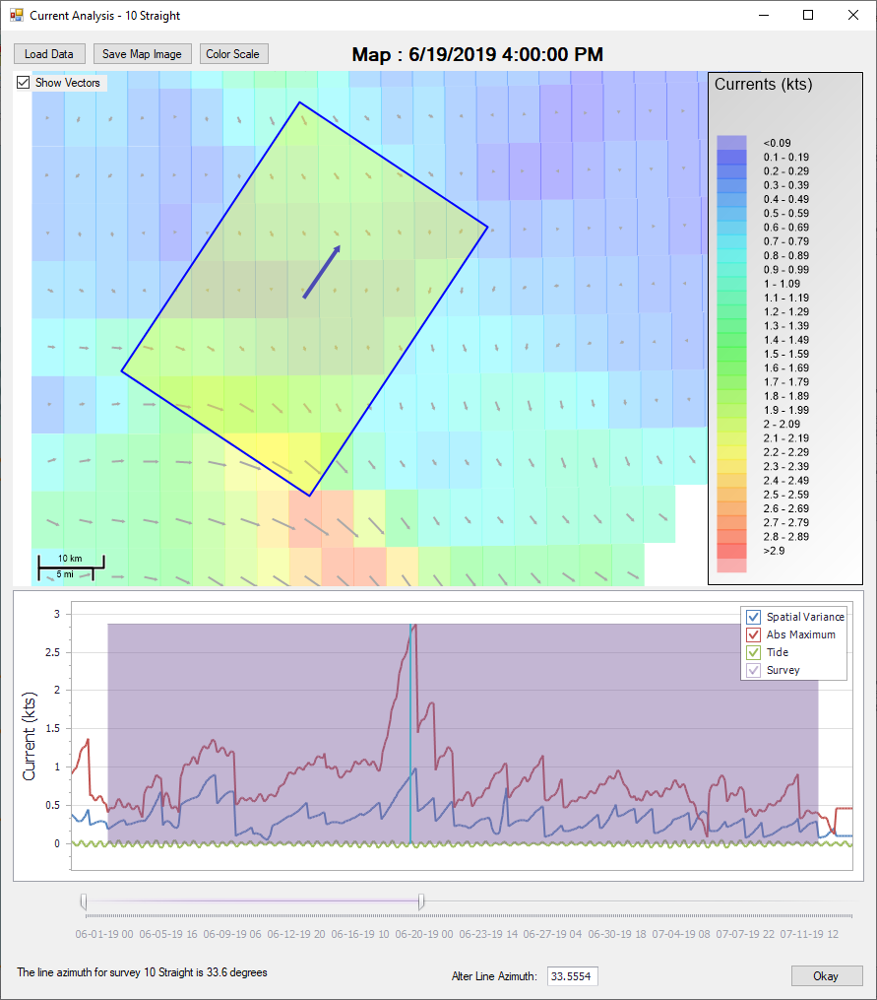 Current Analysis - 10 Straight
Load Data
Save Map Image
Color Scale
Map : 6/19/2019 4:00:00 PM
Show Vectors
Currents (kts)
<0.09
0.1 - 0.19
0.2 - 0.29
0.3 - 0.39
0.4 - 0.49
0.5 - 0.59
0.6 - 0.69
0.7 - 0.79
0.8 - 0.89
0.9 - 0.99
1 - 1.09
1.1 - 1.19
1.2 - 1.29
1.3 - 1.39
1.4 - 1.49
1.5 - 1.59
1.6 - 1.69
1.7 - 1.79
1.8 - 1.89
1.9 - 1.99
2 - 2.09
2.1 - 2.19
2.2 - 2.29
2.3 - 2.39
2.4 - 2.49
2.5 - 2.59
2.6 - 2.69
2.7 - 2.79
2.8 - 2.89
>2.9
10 km
5 mi
Current (kts)
3
2.5
2
1.5
1
0.5
0
Spatial Variance
Abs Maximum
Tide
Survey
06-01-19 00 06-05-19 16 06-09-19 06 06-12-19 20 06-16-19 10 06-20-19 00 06-23-19 14 06-27-19 04 06-30-19 18 07-04-19 08 07-07-19 22 07-11-19 12
The line azimuth for survey 10 Straight is 33.6 degrees
Alter Line Azimuth: 33.5554
Okay